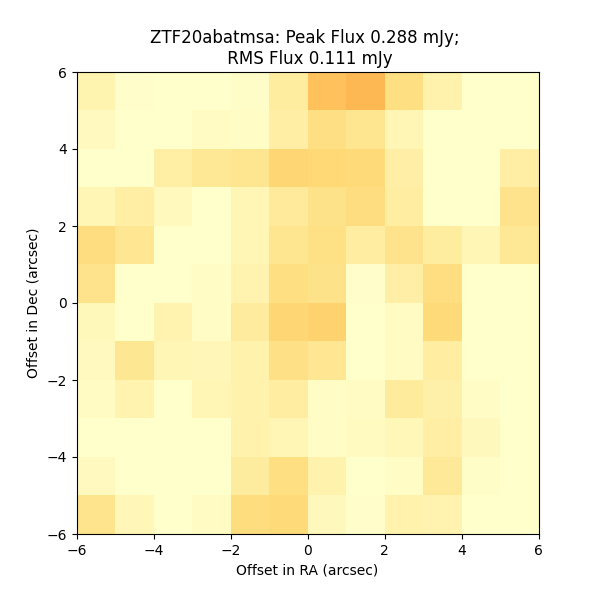 ZTF20abatmsa: Peak Flux 0.288 mJy;
RMS Flux 0.111 mJy
6
4
2
0
−2
−4
−6
Offset in Dec (arcsec)
−6 −4 −2 0 2 4 6
Offset in RA (arcsec)